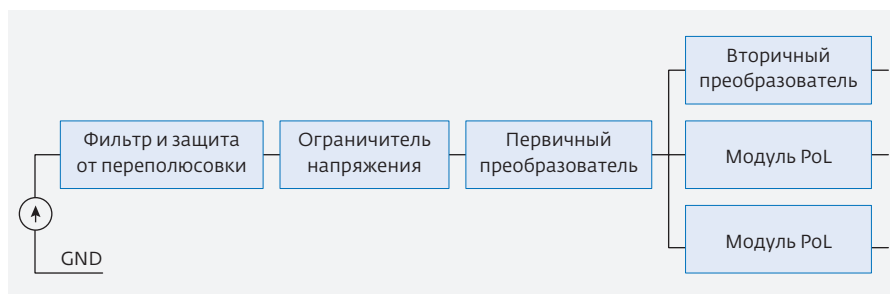 Вторичный
преобразователь
Фильтр и защита
от переполюсовки
Ограничитель
напряжения
Первичный
преобразователь
Модуль PoL
Модуль PoL
GND